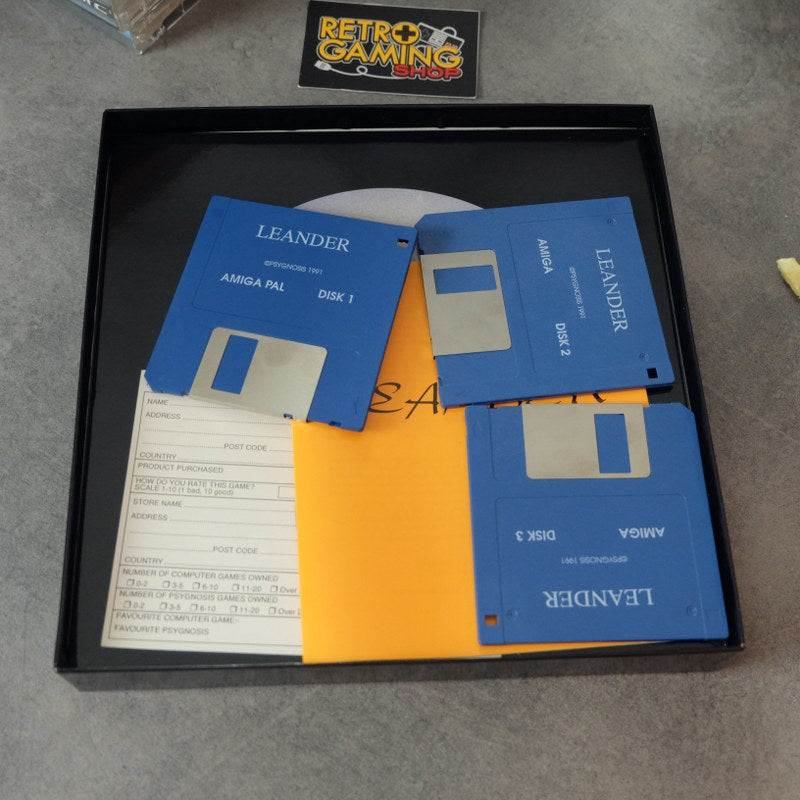 RETRO
GAMING
SHOP
LEANDER
©PSYGNOSIS 1991
AMIGA PAL DISK 1
LEANDER
©PSYGNOSIS 1991
AMIGA DISK 2
LEANDER
©PSYGNOSIS 1991
AMIGA DISK 3
NAME
ADDRESS
POST CODE
COUNTRY
PRODUCT PURCHASED
HOW DO YOU RATE THIS GAME?
SCALE 1-10 (1 bad, 10 good)
STORE NAME
ADDRESS
POST CODE
COUNTRY
NUMBER OF COMPUTER GAMES OWNED
0-2 3-5 6-10 11-20 Over
NUMBER OF PSYGNOSIS GAMES OWNED
0-2 3-5 6-10 11-20 Over
FAVOURITE COMPUTER GAME:-
FAVOURITE PSYGNOSIS